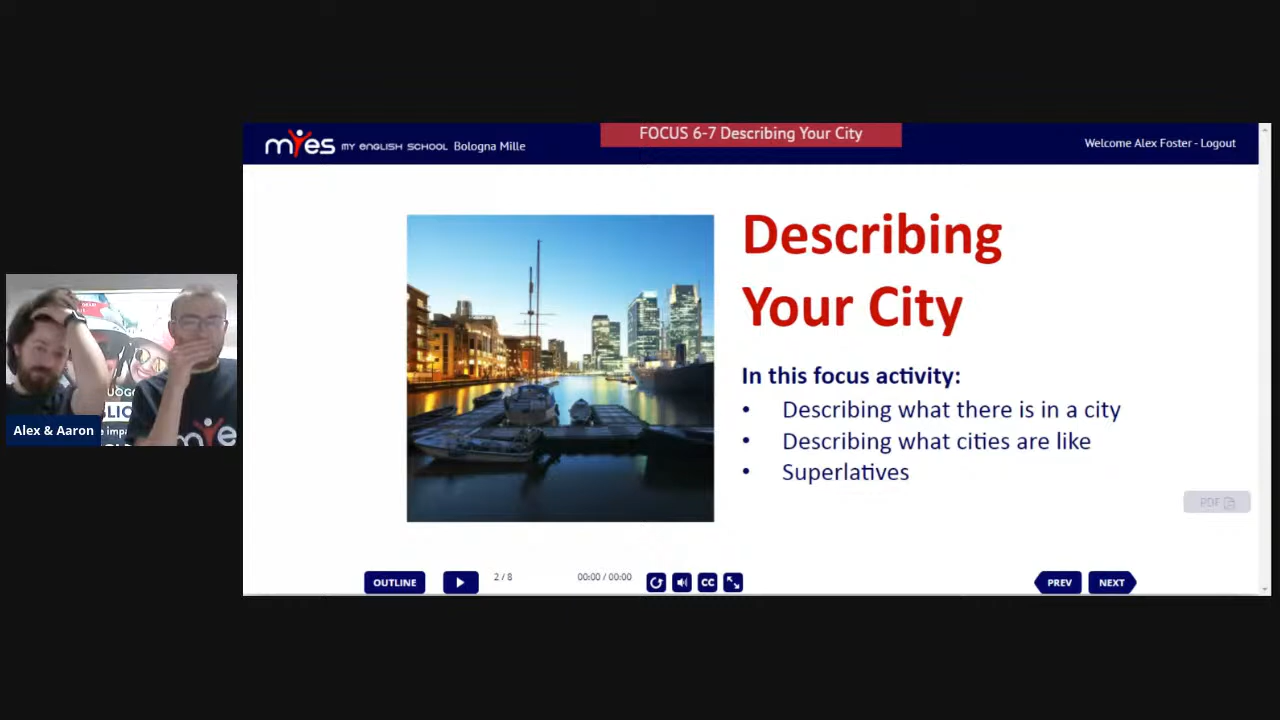 FOCUS 6-7 Describing Your City
myes MY ENGLISH SCHOOL Bologna Mille
Welcome Alex Foster - Logout
Describing
Your City
In this focus activity:
• Describing what there is in a city
• Describing what cities are like
• Superlatives
PDF
Alex & Aaron
OUTLINE
2 / 8
00:00 / 00:00
CC
PREV
NEXT